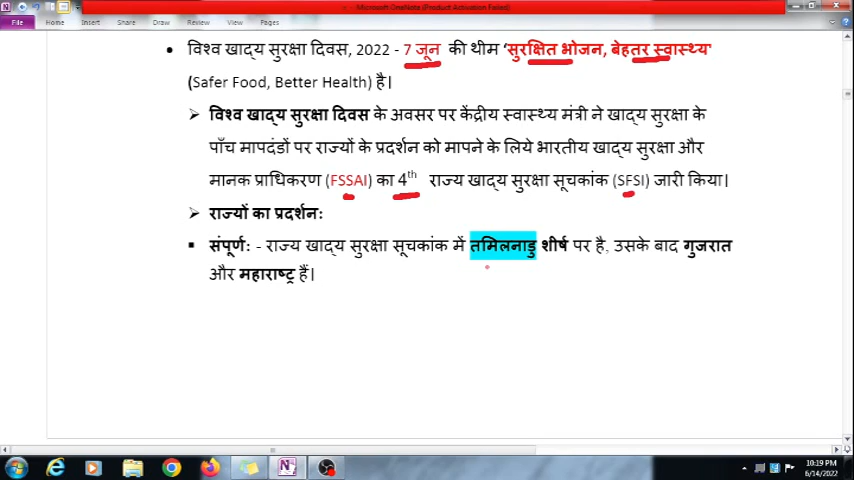 Microsoft OneNote (Product Activation Failed)
File Home Insert Share Draw Review View Pages
• विश्व खाद्य सुरक्षा दिवस, 2022 - 7 जून की थीम 'सुरक्षित भोजन, बेहतर स्वास्थ्य'
(Safer Food, Better Health) है।
➢ विश्व खाद्य सुरक्षा दिवस के अवसर पर केंद्रीय स्वास्थ्य मंत्री ने खाद्य सुरक्षा के
पाँच मापदंडों पर राज्यों के प्रदर्शन को मापने के लिये भारतीय खाद्य सुरक्षा और
मानक प्राधिकरण (FSSAI) का 4th राज्य खाद्य सुरक्षा सूचकांक (SFSI) जारी किया।
➢ राज्यों का प्रदर्शन:
▪ संपूर्ण: - राज्य खाद्य सुरक्षा सूचकांक में तमिलनाडु शीर्ष पर है, उसके बाद गुजरात
और महाराष्ट्र हैं।
10:19 PM
6/14/2022